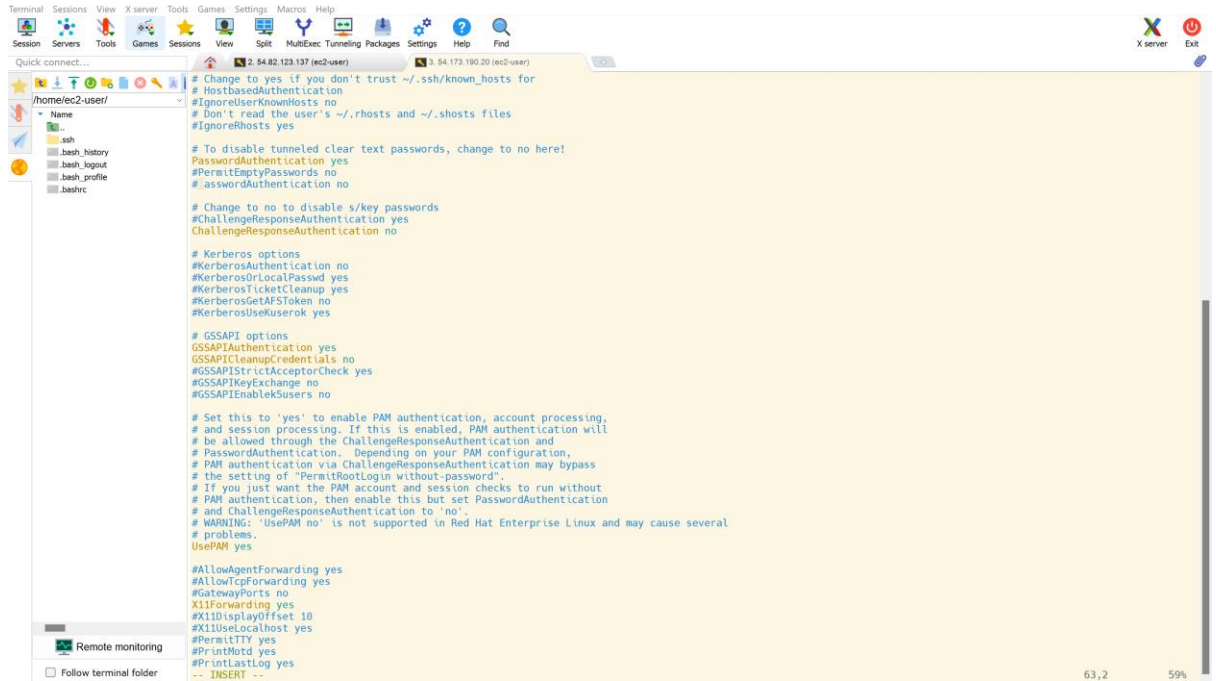 Terminal Sessions View X server Tools Games Settings Macros Help
Session Servers Tools Games Sessions View Split MultiExec Tunneling Packages Settings Help Find X server Exit
Quick connect... 2. 54.82.123.137 (ec2-user) 3. 54.173.190.20 (ec2-user)
/home/ec2-user/
Name
..
.ssh
.bash_history
.bash_logout
.bash_profile
.bashrc
# Change to yes if you don't trust ~/.ssh/known_hosts for
# HostbasedAuthentication
#IgnoreUserKnownHosts no
# Don't read the user's ~/.rhosts and ~/.shosts files
#IgnoreRhosts yes
# To disable tunneled clear text passwords, change to no here!
PasswordAuthentication yes
#PermitEmptyPasswords no
# asswordAuthentication no
# Change to no to disable s/key passwords
#ChallengeResponseAuthentication yes
ChallengeResponseAuthentication no
# Kerberos options
#KerberosAuthentication no
#KerberosOrLocalPasswd yes
#KerberosTicketCleanup yes
#KerberosGetAFSToken no
#KerberosUseKuserok yes
# GSSAPI options
GSSAPIAuthentication yes
GSSAPICleanupCredentials no
#GSSAPIStrictAcceptorCheck yes
#GSSAPIKeyExchange no
#GSSAPIEnablek5users no
# Set this to 'yes' to enable PAM authentication, account processing,
# and session processing. If this is enabled, PAM authentication will
# be allowed through the ChallengeResponseAuthentication and
# PasswordAuthentication.  Depending on your PAM configuration,
# PAM authentication via ChallengeResponseAuthentication may bypass
# the setting of "PermitRootLogin without-password".
# If you just want the PAM account and session checks to run without
# PAM authentication, then enable this but set PasswordAuthentication
# and ChallengeResponseAuthentication to 'no'.
# WARNING: 'UsePAM no' is not supported in Red Hat Enterprise Linux and may cause several
# problems.
UsePAM yes
#AllowAgentForwarding yes
#AllowTcpForwarding yes
#GatewayPorts no
X11Forwarding yes
#X11DisplayOffset 10
#X11UseLocalhost yes
#PermitTTY yes
#PrintMotd yes
#PrintLastLog yes
-- INSERT -- 63,2 59%
Remote monitoring
Follow terminal folder